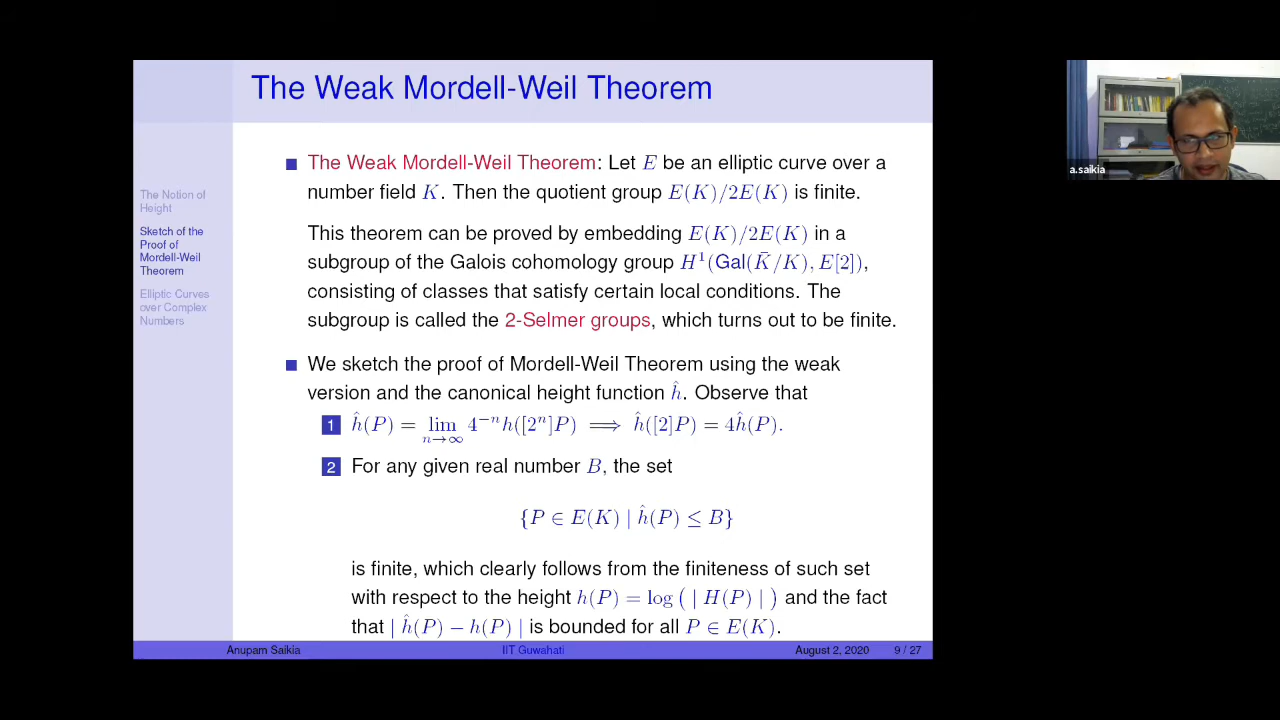 The Weak Mordell-Weil Theorem
The Notion of
Height
Sketch of the
Proof of
Mordell-Weil
Theorem
Elliptic Curves
over Complex
Numbers
The Weak Mordell-Weil Theorem: Let E be an elliptic curve over a
number field K. Then the quotient group E(K)/2E(K) is finite.
This theorem can be proved by embedding E(K)/2E(K) in a
subgroup of the Galois cohomology group H¹(Gal(K̄/K), E[2]),
consisting of classes that satisfy certain local conditions. The
subgroup is called the 2-Selmer groups, which turns out to be finite.
We sketch the proof of Mordell-Weil Theorem using the weak
version and the canonical height function ĥ. Observe that
1 ĥ(P) = lim n→∞ 4⁻ⁿh([2ⁿ]P) ⟹ ĥ([2]P) = 4ĥ(P).
2 For any given real number B, the set
{P ∈ E(K) | ĥ(P) ≤ B}
is finite, which clearly follows from the finiteness of such set
with respect to the height h(P) = log( | H(P) | ) and the fact
that | ĥ(P) − h(P) | is bounded for all P ∈ E(K).
Anupam Saikia IIT Guwahati August 2, 2020 9 / 27
a.saikia